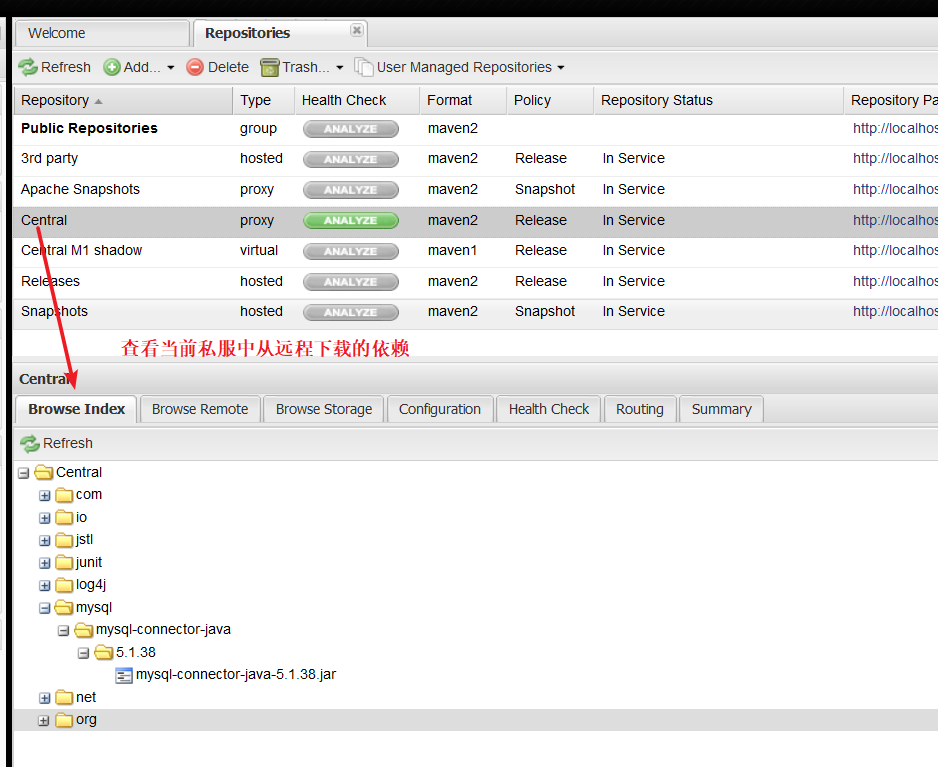 Welcome Repositories
Refresh Add... Delete Trash... User Managed Repositories
Repository Type Health Check Format Policy Repository Status Repository Pa
Public Repositories group ANALYZE maven2 http://localhos
3rd party hosted ANALYZE maven2 Release In Service http://localhos
Apache Snapshots proxy ANALYZE maven2 Snapshot In Service http://localhos
Central proxy ANALYZE maven2 Release In Service http://localhos
Central M1 shadow virtual ANALYZE maven1 Release In Service http://localhos
Releases hosted ANALYZE maven2 Release In Service http://localhos
Snapshots hosted ANALYZE maven2 Snapshot In Service http://localhos
查看当前私服中从远程下载的依赖
Central
Browse Index Browse Remote Browse Storage Configuration Health Check Routing Summary
Refresh
Central
com
io
jstl
junit
log4j
mysql
mysql-connector-java
5.1.38
mysql-connector-java-5.1.38.jar
net
org